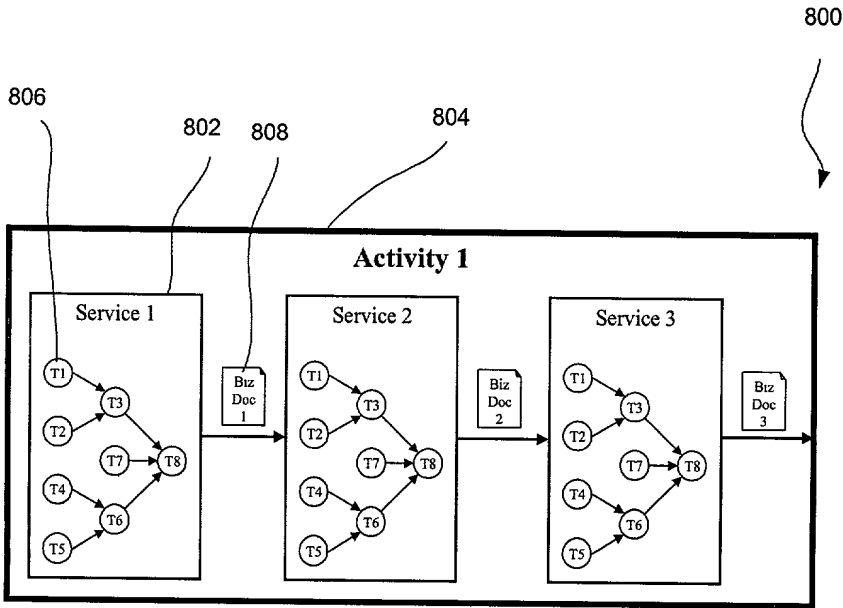 800
806
802
808
804
Activity 1
Service 1
T1
T2
T3
T7
T8
T4
T6
T5
Biz
Doc
1
Service 2
T1
T2
T3
T7
T8
T4
T6
T5
Biz
Doc
2
Service 3
T1
T2
T3
T7
T8
T4
T6
T5
Biz
Doc
3